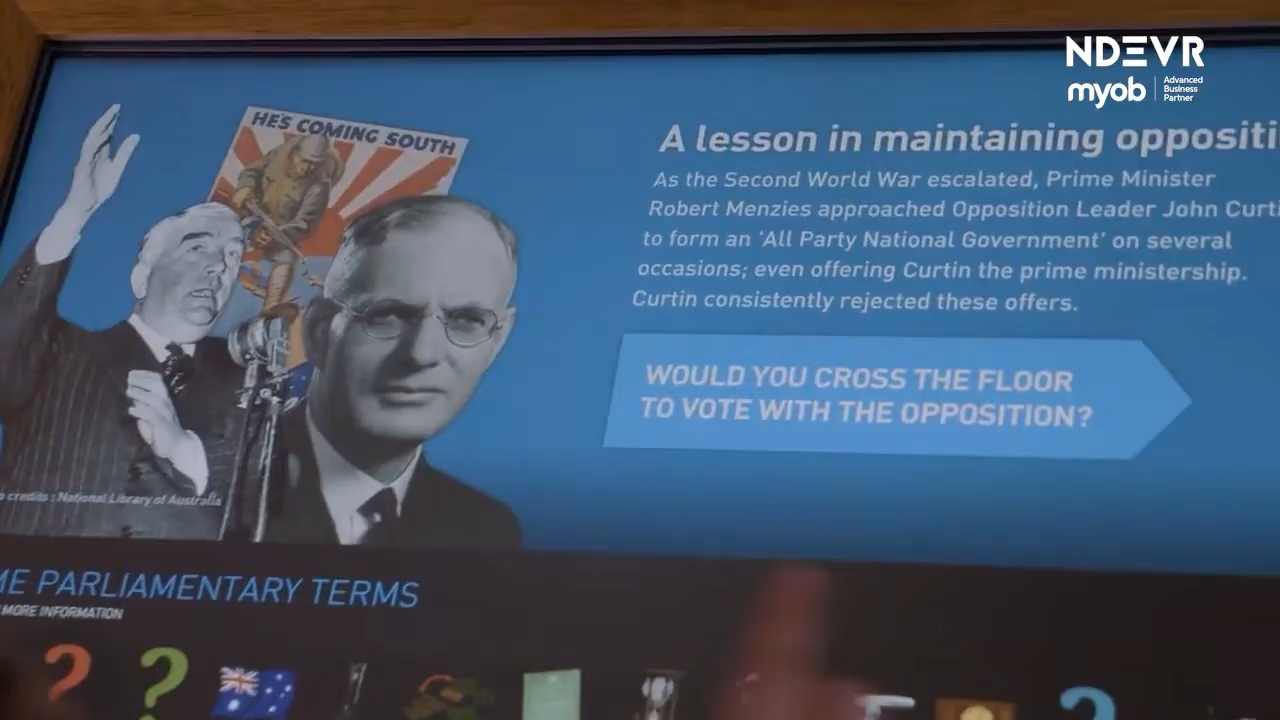 NDEVR
myob
Advanced
Business
Partner
HE'S COMING SOUTH
A lesson in maintaining oppositi
As the Second World War escalated, Prime Minister
Robert Menzies approached Opposition Leader John Curti
to form an 'All Party National Government' on several
occasions; even offering Curtin the prime ministership.
Curtin consistently rejected these offers.
WOULD YOU CROSS THE FLOOR
TO VOTE WITH THE OPPOSITION?
o credits : National Library of Australia
ME PARLIAMENTARY TERMS
MORE INFORMATION
? ?
?